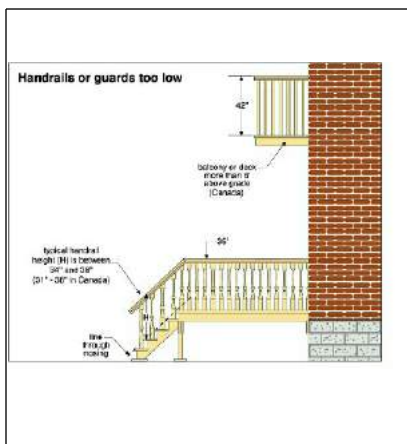 Handrails or guards too low
42"
balcony or deck
more than 6'
above grade
(Canada)
36"
typical handrail
height (H) is between
34" and 38"
(31" - 38" in Canada)
H
line
through
nosing